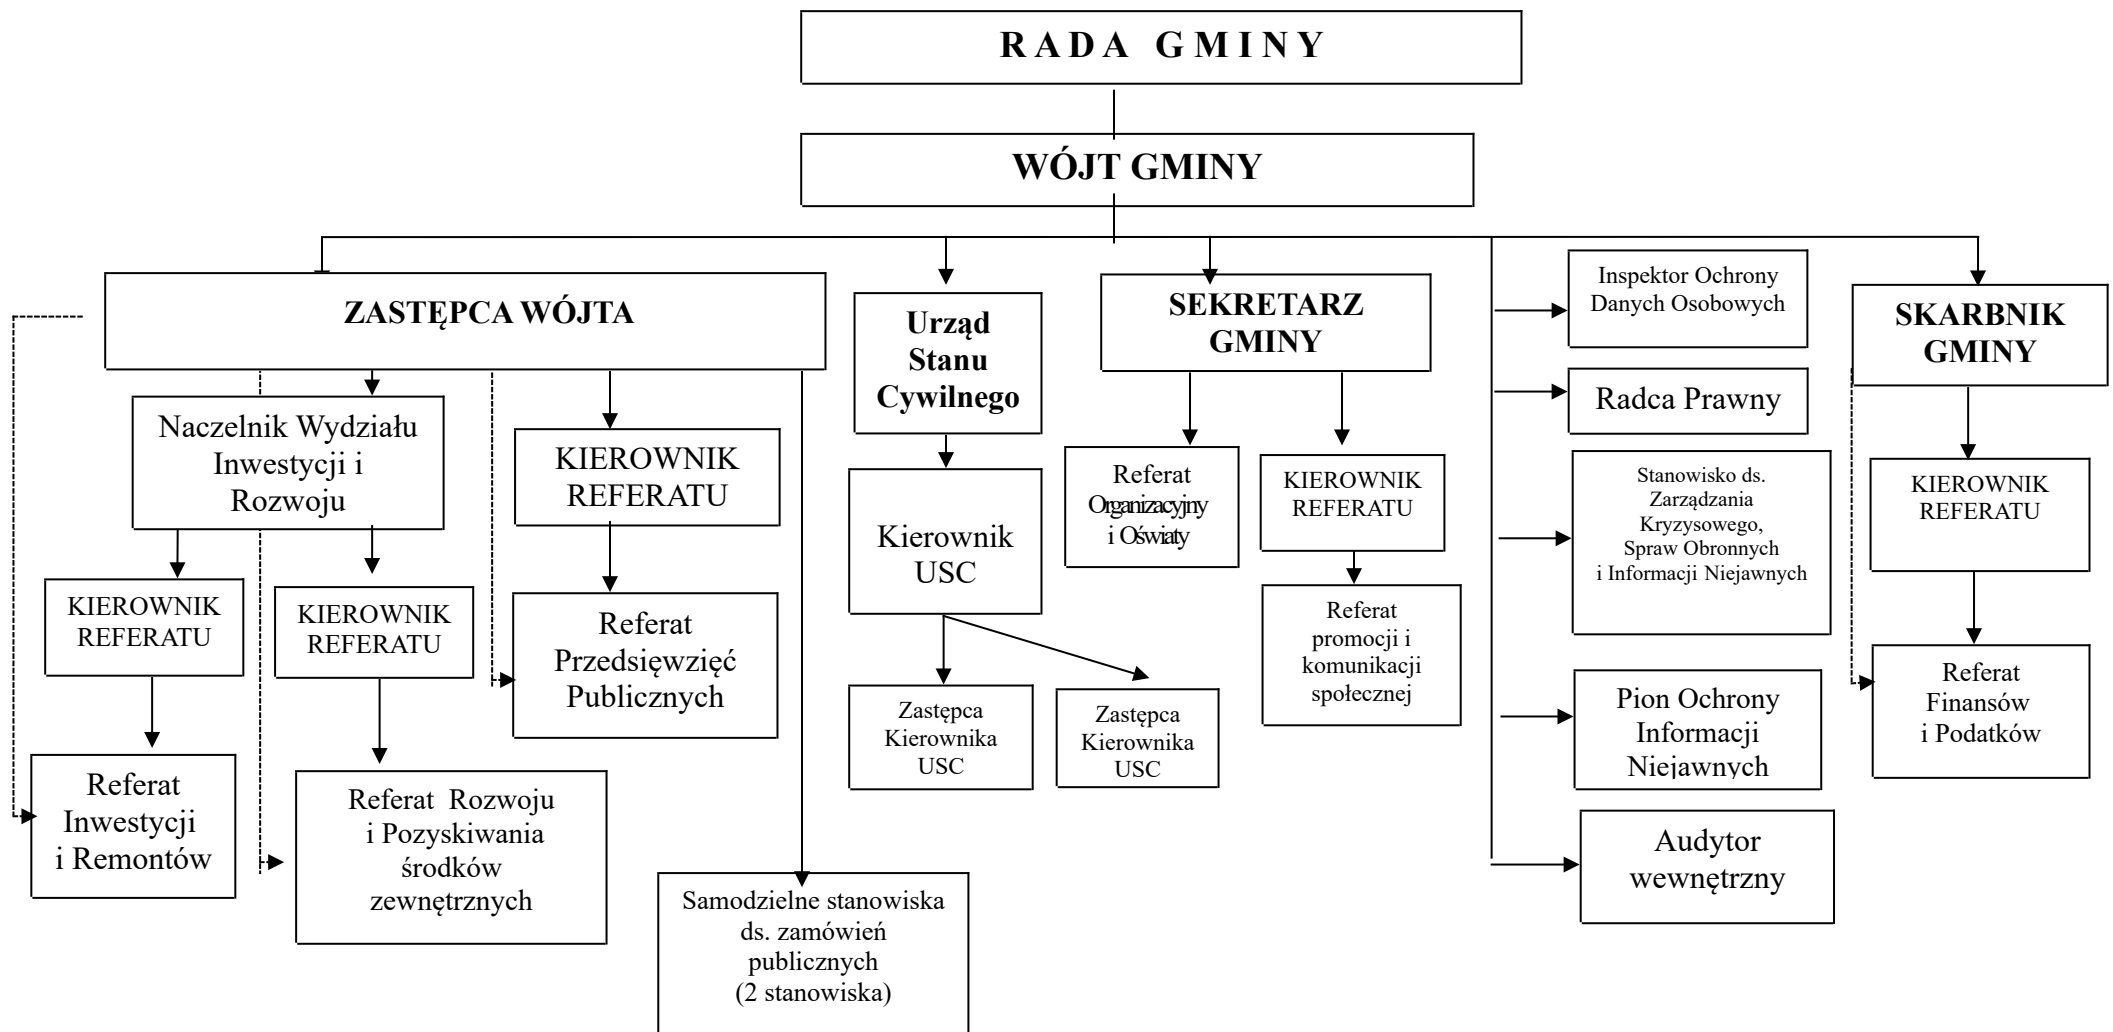 RADA GMINY
WÓJT GMINY
ZASTĘPCA WÓJTA
Urząd
Stanu
Cywilnego
SEKRETARZ
GMINY
Inspektor Ochrony
Danych Osobowych
SKARBNIK
GMINY
Radca Prawny
Naczelnik Wydziału
Inwestycji i
Rozwoju
KIEROWNIK
REFERATU
Kierownik
USC
Referat
Organizacyjny
i Oświaty
KIEROWNIK
REFERATU
Stanowisko ds.
Zarządzania
Kryzysowego,
Spraw Obronnych
i Informacji Niejawnych
KIEROWNIK
REFERATU
KIEROWNIK
REFERATU
KIEROWNIK
REFERATU
Referat
Przedsięwzięć
Publicznych
Referat
promocji i
komunikacji
społecznej
Zastępca
Kierownika
USC
Zastępca
Kierownika
USC
Pion Ochrony
Informacji
Niejawnych
Referat
Finansów
i Podatków
Referat
Inwestycji
i Remontów
Referat Rozwoju
i Pozyskiwania
środków
zewnętrznych
Samodzielne stanowiska
ds. zamówień
publicznych
(2 stanowiska)
Audytor
wewnętrzny